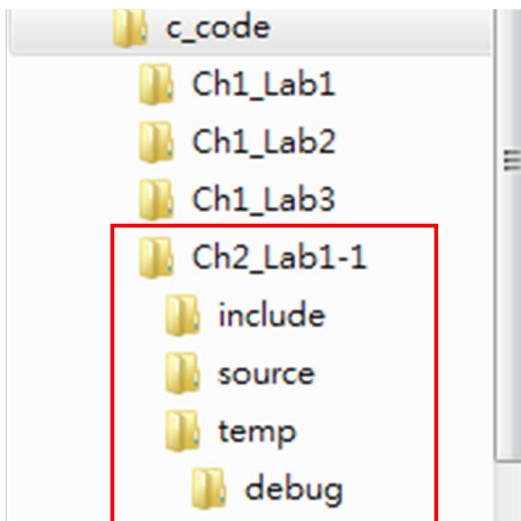 c_code
Ch1_Lab1
Ch1_Lab2
Ch1_Lab3
Ch2_Lab1-1
include
source
temp
debug